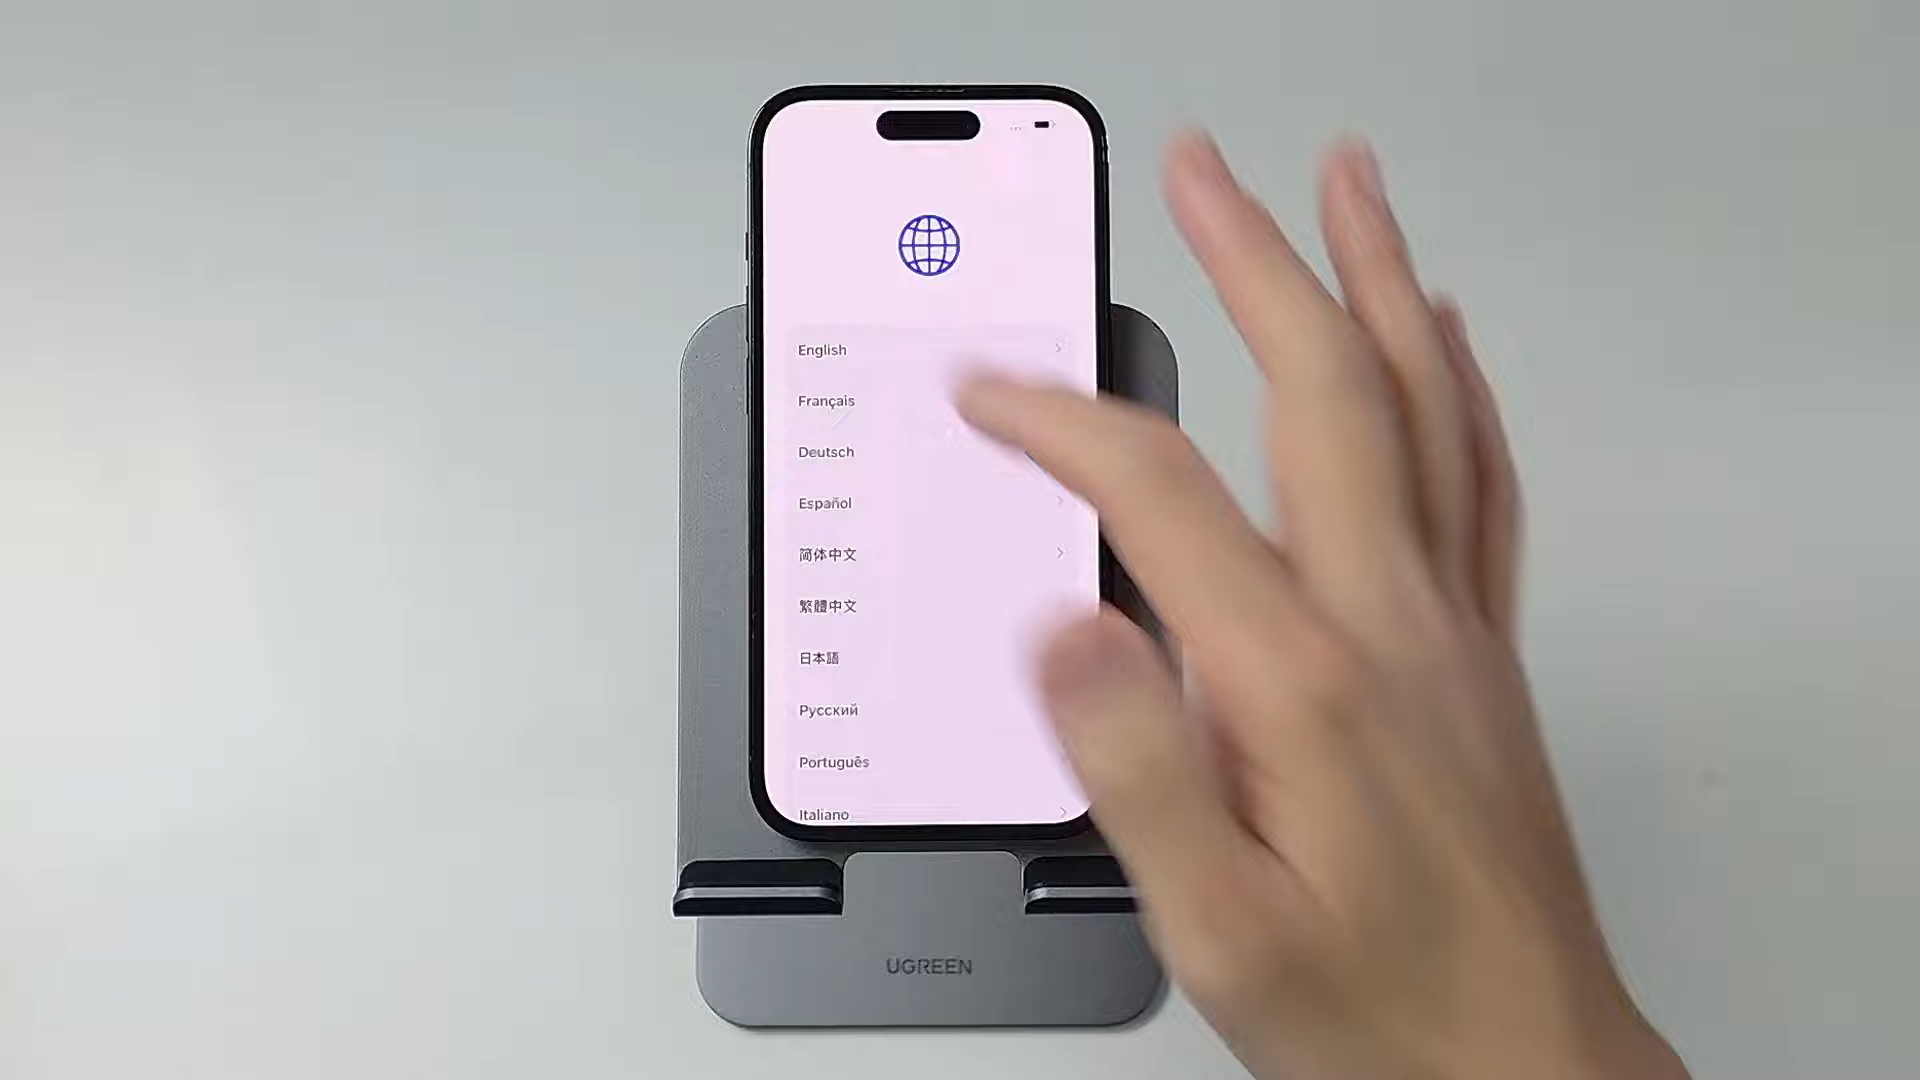 English
Français
Deutsch
Español
简体中文
繁體中文
日本語
Русский
Português
Italiano
UGREEN